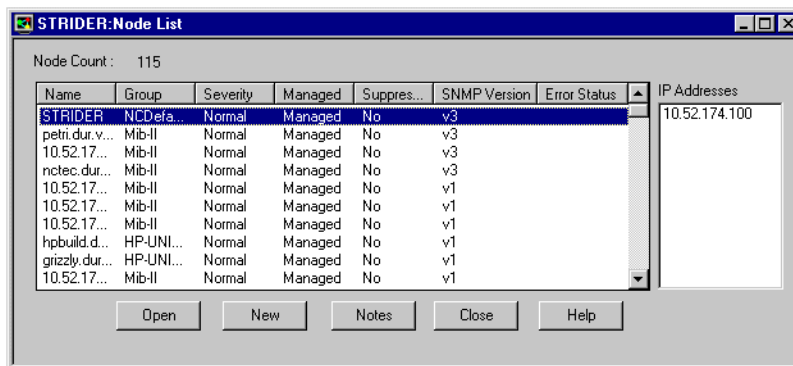 STRIDER:Node List
Node Count : 115
Name Group Severity Managed Suppres... SNMP Version Error Status IP Addresses
STRIDER NCDefa... Normal Managed No v3 10.52.174.100
petri.dur.v... Mib-II Normal Managed No v3
10.52.17... Mib-II Normal Managed No v3
nctec.dur... Mib-II Normal Managed No v3
10.52.17... Mib-II Normal Managed No v1
10.52.17... Mib-II Normal Managed No v1
10.52.17... Mib-II Normal Managed No v1
hpbuild.d... HP-UNI... Normal Managed No v1
grizzly.dur... HP-UNI... Normal Managed No v1
10.52.17... Mib-II Normal Managed No v1
Open New Notes Close Help